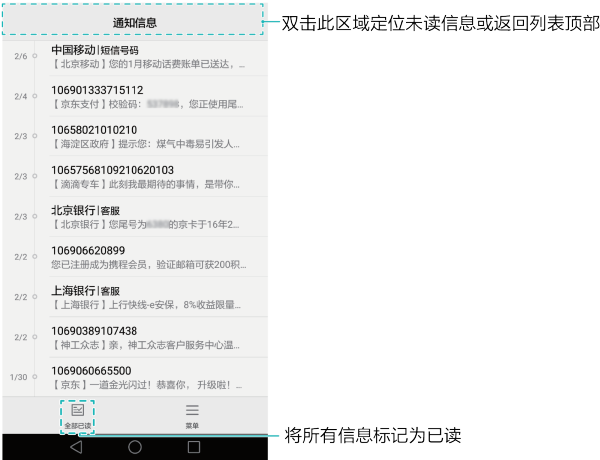 通知信息
双击此区域定位未读信息或返回列表顶部
2/6
中国移动|短信号码
【北京移动】您的1月移动话费账单已送达，...
2/4
106901333715112
【京东支付】校验码： ，您正使用尾...
2/3
10658021010210
【海淀区政府】提示您：煤气中毒易引发人...
2/3
10657568109210620103
【滴滴专车】此刻我最期待的事情，是带你...
2/3
北京银行|客服
【北京银行】您尾号为 的京卡于16年2...
2/2
106906620899
您已注册成为携程会员，验证邮箱可获200积...
2/2
上海银行|客服
【上海银行】上行快线-e安保，8%收益限量...
2/2
10690389107438
【神工众志】亲，神工众志客户服务中心温...
1/30
1069060665500
【京东】一道金光闪过！恭喜你， 升级啦！...
全部已读
菜单
将所有信息标记为已读